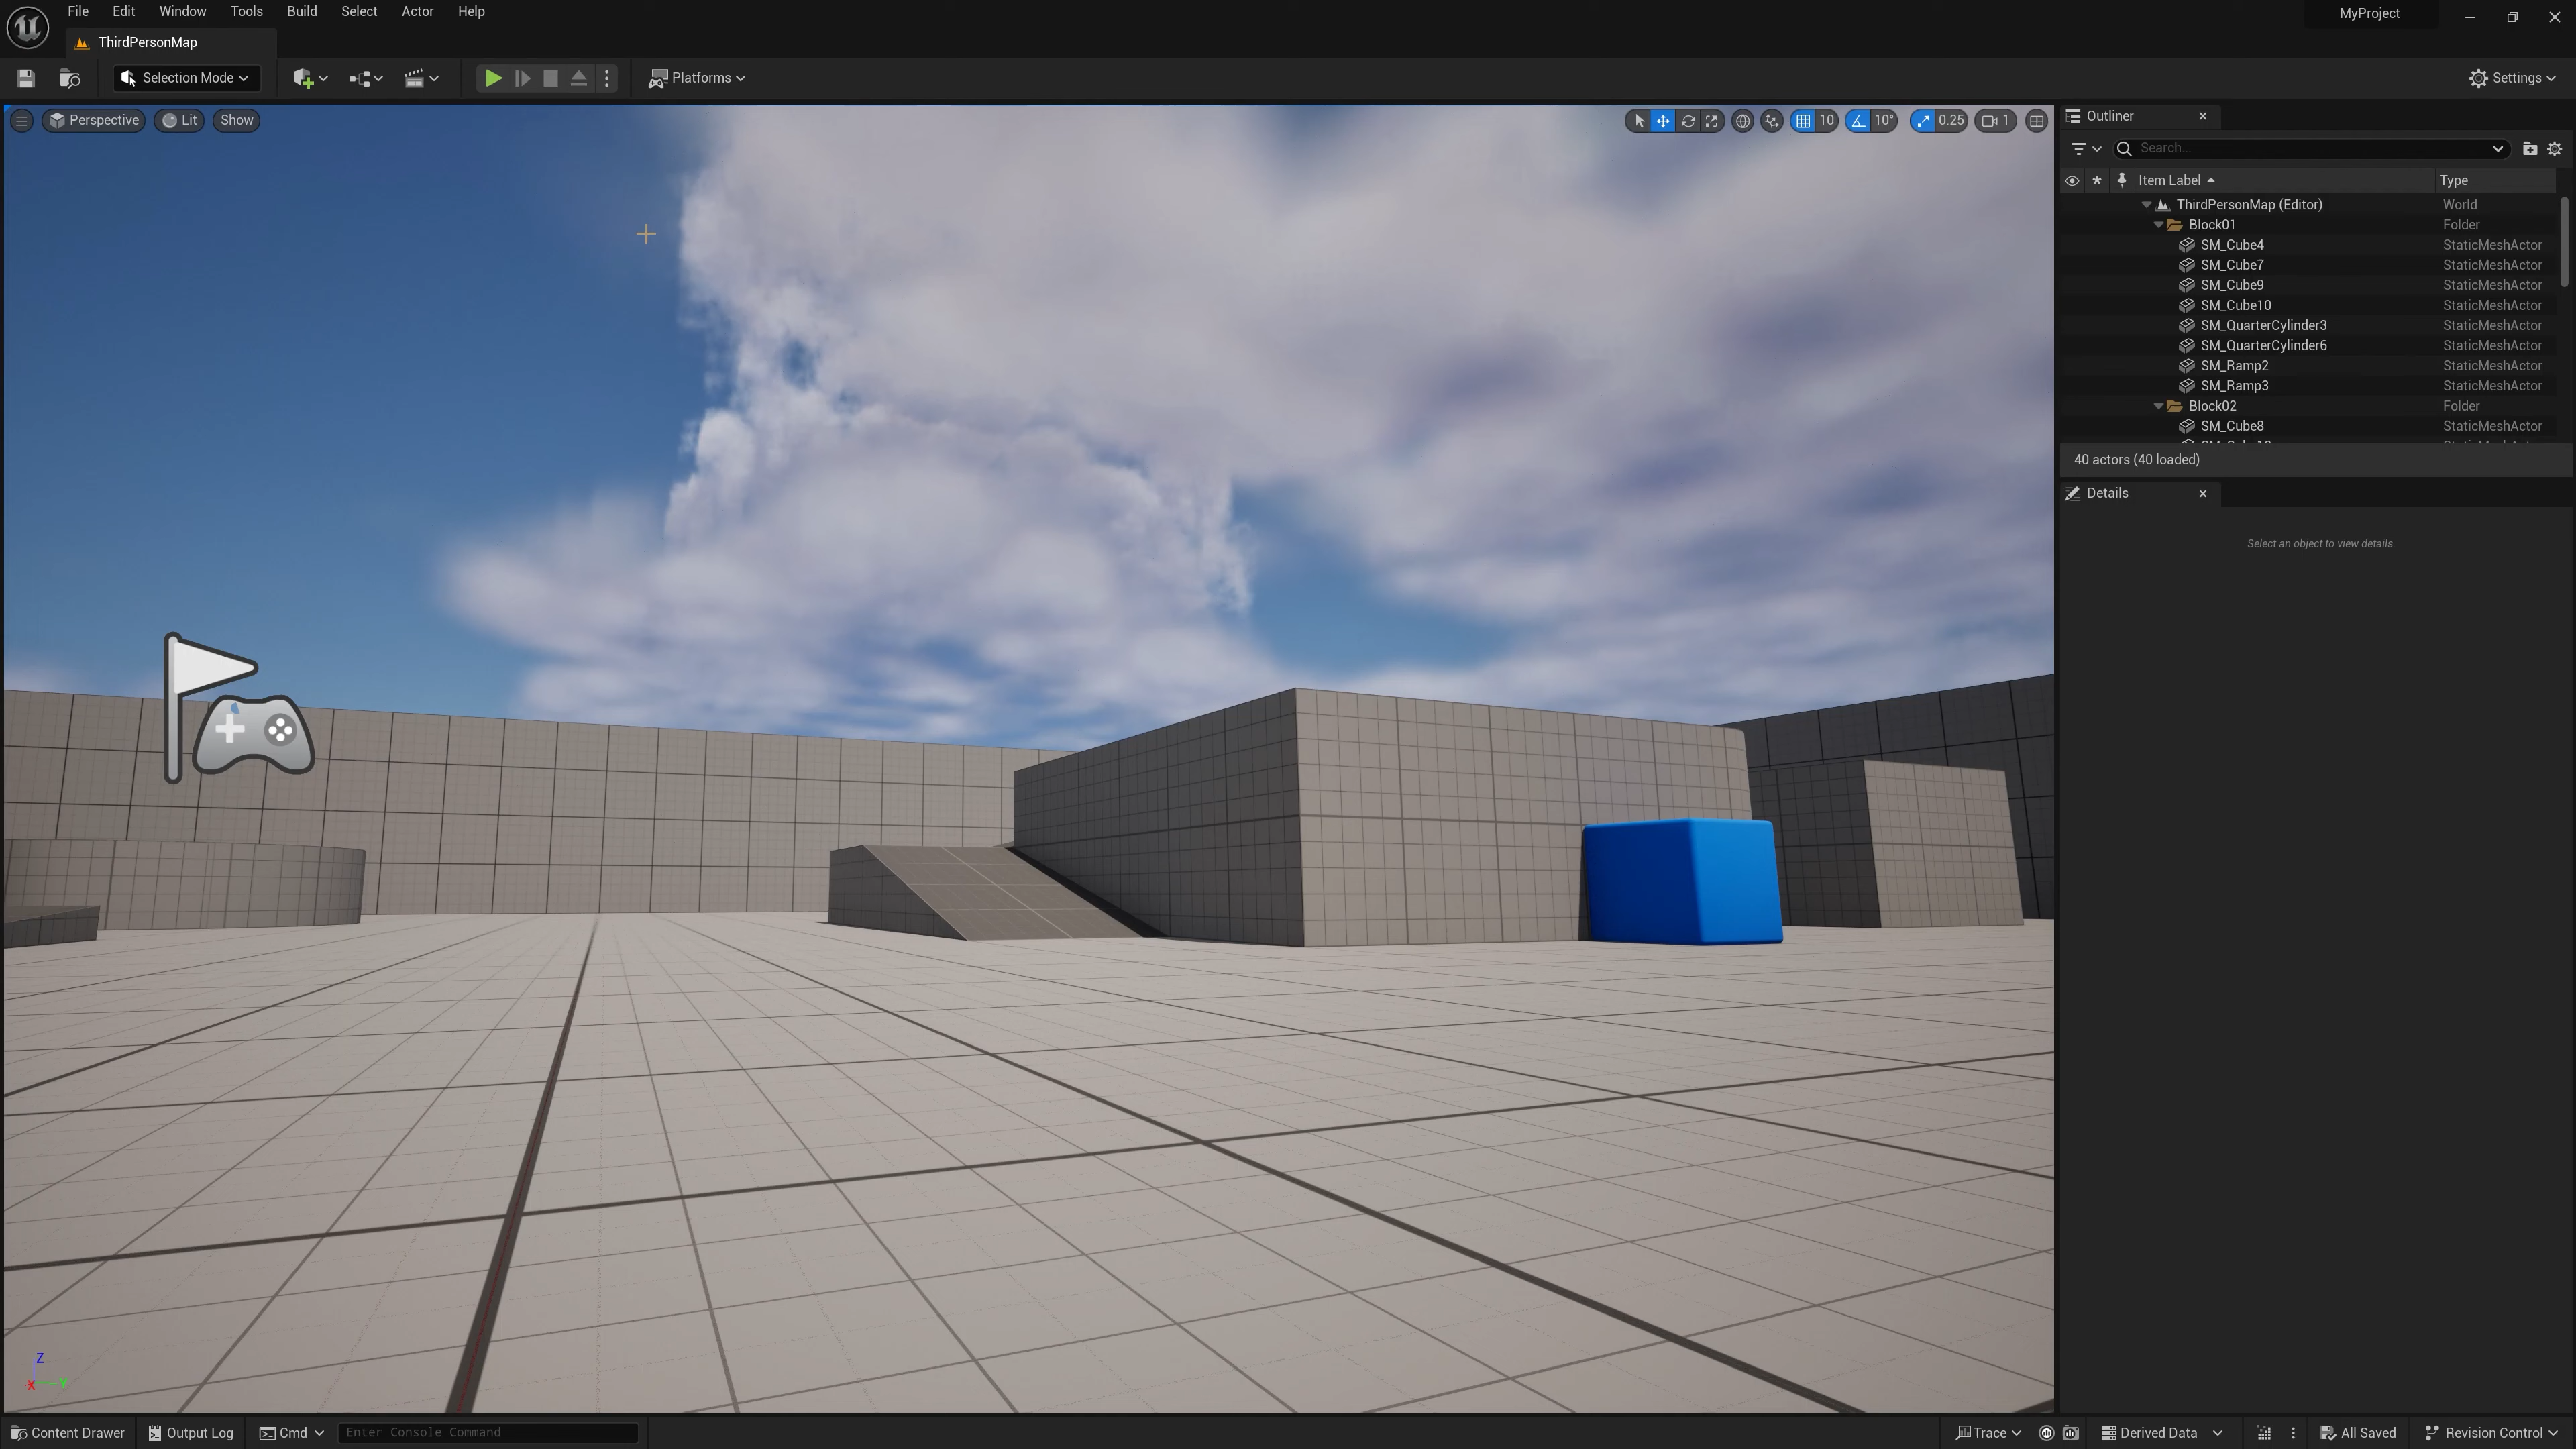 File Edit Window Tools Build Select Actor Help
MyProject
ThirdPersonMap
Selection Mode
Platforms
Settings
Perspective Lit Show
10 10° 0.25 1
Outliner
Search...
Item Label Type
ThirdPersonMap (Editor) World
Block01 Folder
SM_Cube4 StaticMeshActor
SM_Cube7 StaticMeshActor
SM_Cube9 StaticMeshActor
SM_Cube10 StaticMeshActor
SM_QuarterCylinder3 StaticMeshActor
SM_QuarterCylinder6 StaticMeshActor
SM_Ramp2 StaticMeshActor
SM_Ramp3 StaticMeshActor
Block02 Folder
SM_Cube8 StaticMeshActor
40 actors (40 loaded)
Details
Select an object to view details.
Z
X Y
Content Drawer Output Log Cmd Enter Console Command Trace Derived Data All Saved Revision Control